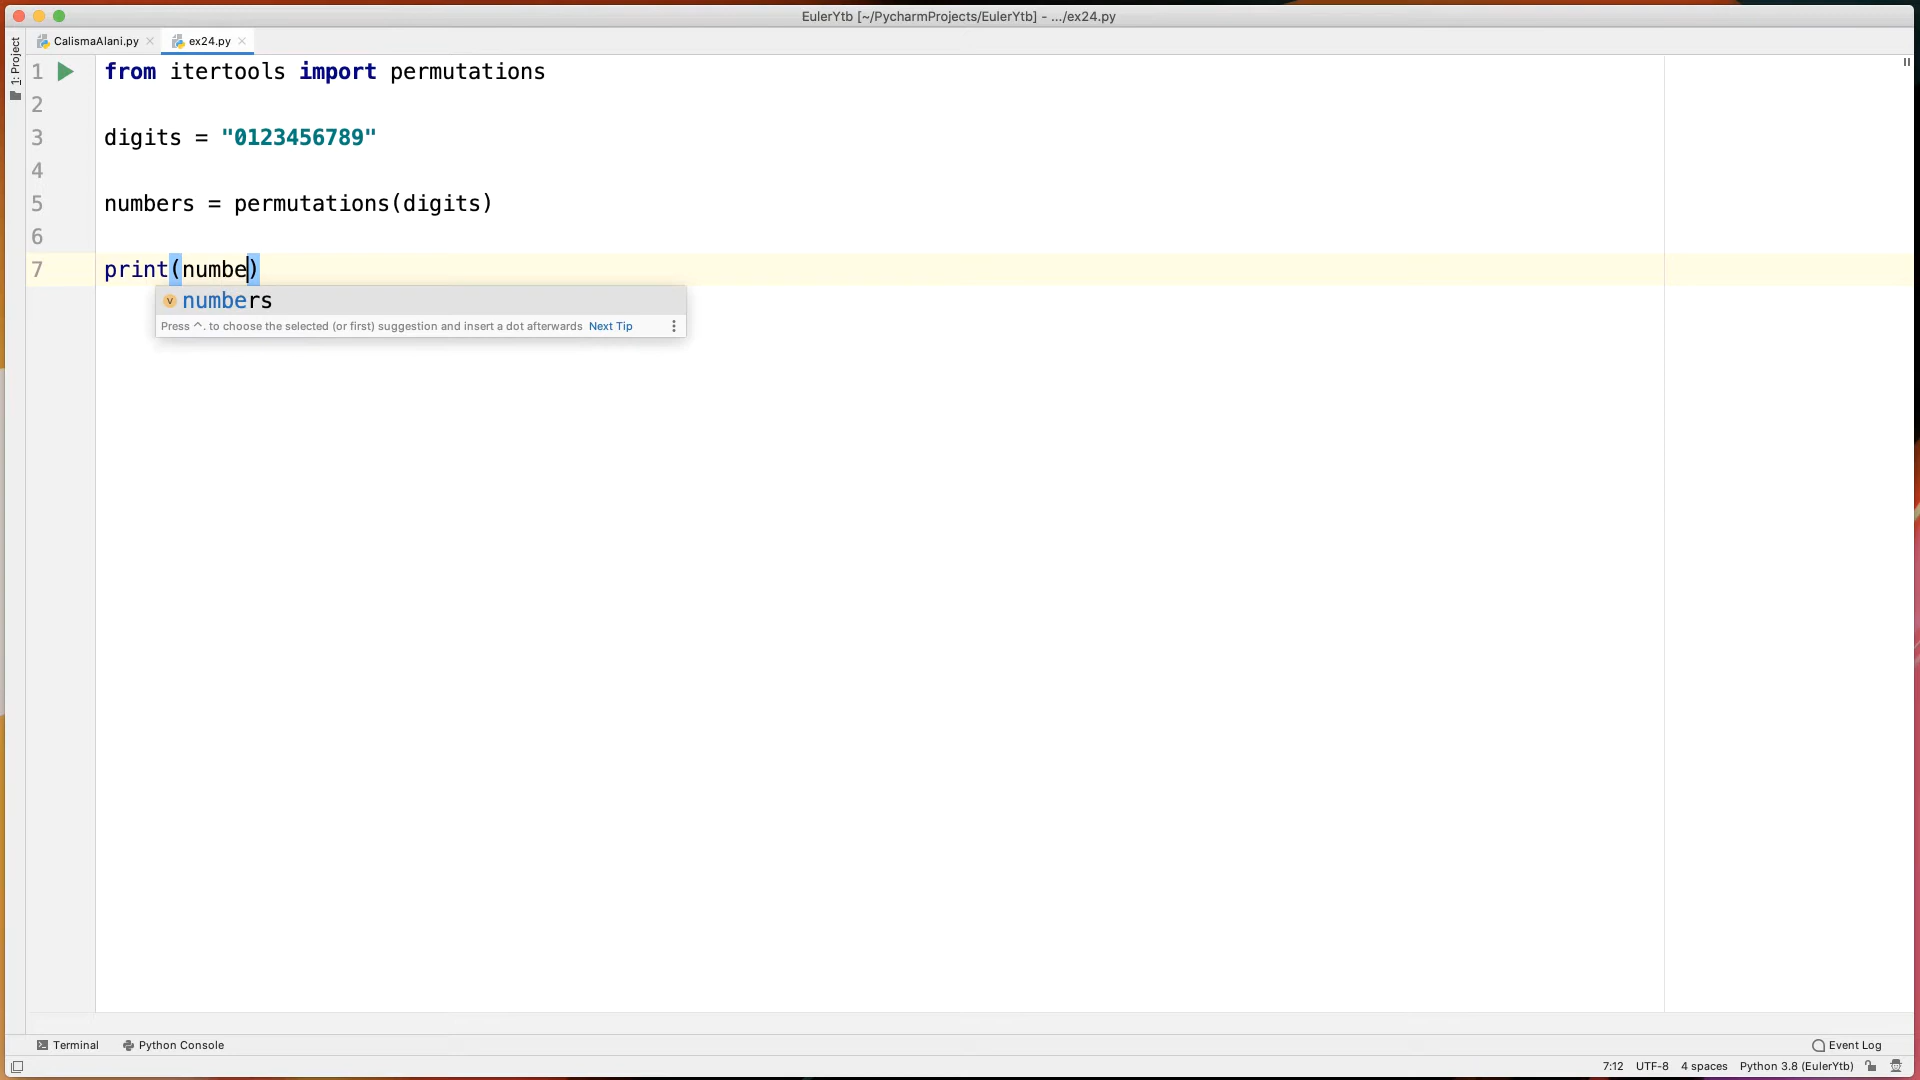 EulerYtb [~/PycharmProjects/EulerYtb] - .../ex24.py
CalismaAlani.py
ex24.py
1: Project
1 from itertools import permutations
2
3 digits = "0123456789"
4
5 numbers = permutations(digits)
6
7 print(numbe)
v numbers
Press ^. to choose the selected (or first) suggestion and insert a dot afterwards Next Tip
Terminal Python Console Event Log
7:12 UTF-8 4 spaces Python 3.8 (EulerYtb)